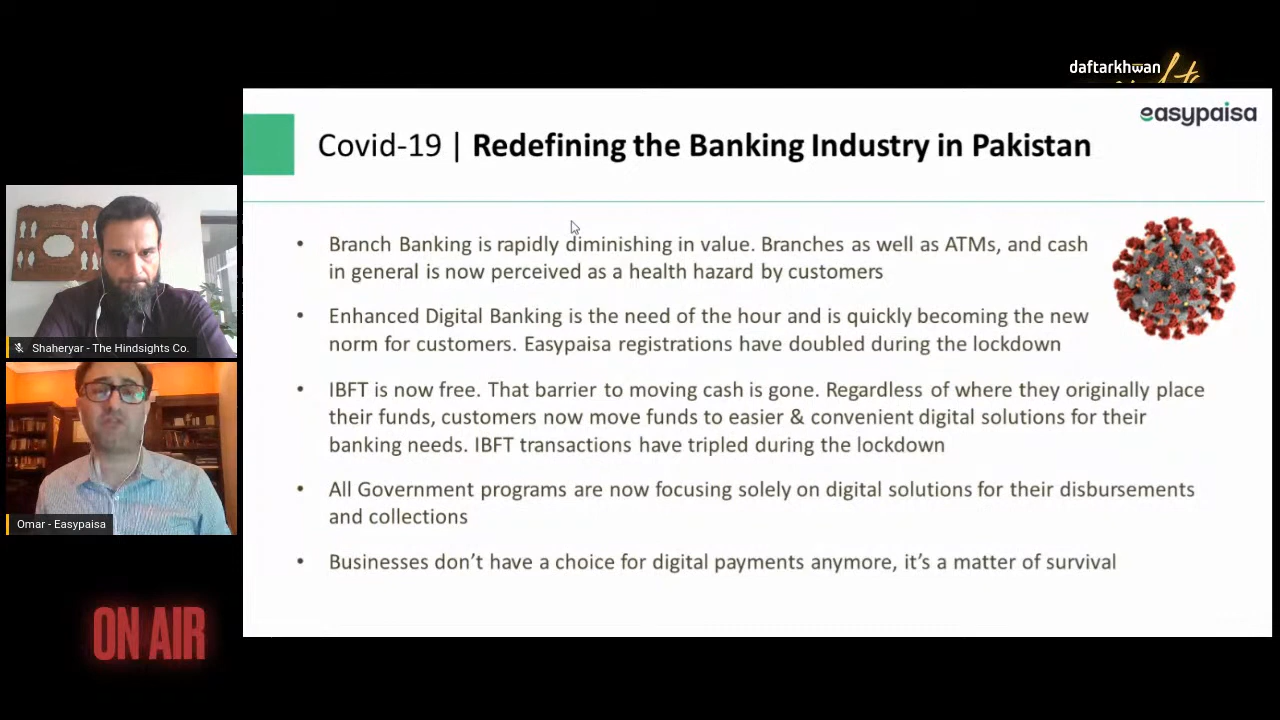 daftarkhwan
easypaisa
Covid-19 | Redefining the Banking Industry in Pakistan
• Branch Banking is rapidly diminishing in value. Branches as well as ATMs, and cash
in general is now perceived as a health hazard by customers
• Enhanced Digital Banking is the need of the hour and is quickly becoming the new
norm for customers. Easypaisa registrations have doubled during the lockdown
• IBFT is now free. That barrier to moving cash is gone. Regardless of where they originally place
their funds, customers now move funds to easier & convenient digital solutions for their
banking needs. IBFT transactions have tripled during the lockdown
• All Government programs are now focusing solely on digital solutions for their disbursements
and collections
• Businesses don't have a choice for digital payments anymore, it's a matter of survival
Shaheryar - The Hindsights Co.
Omar - Easypaisa
ON AIR